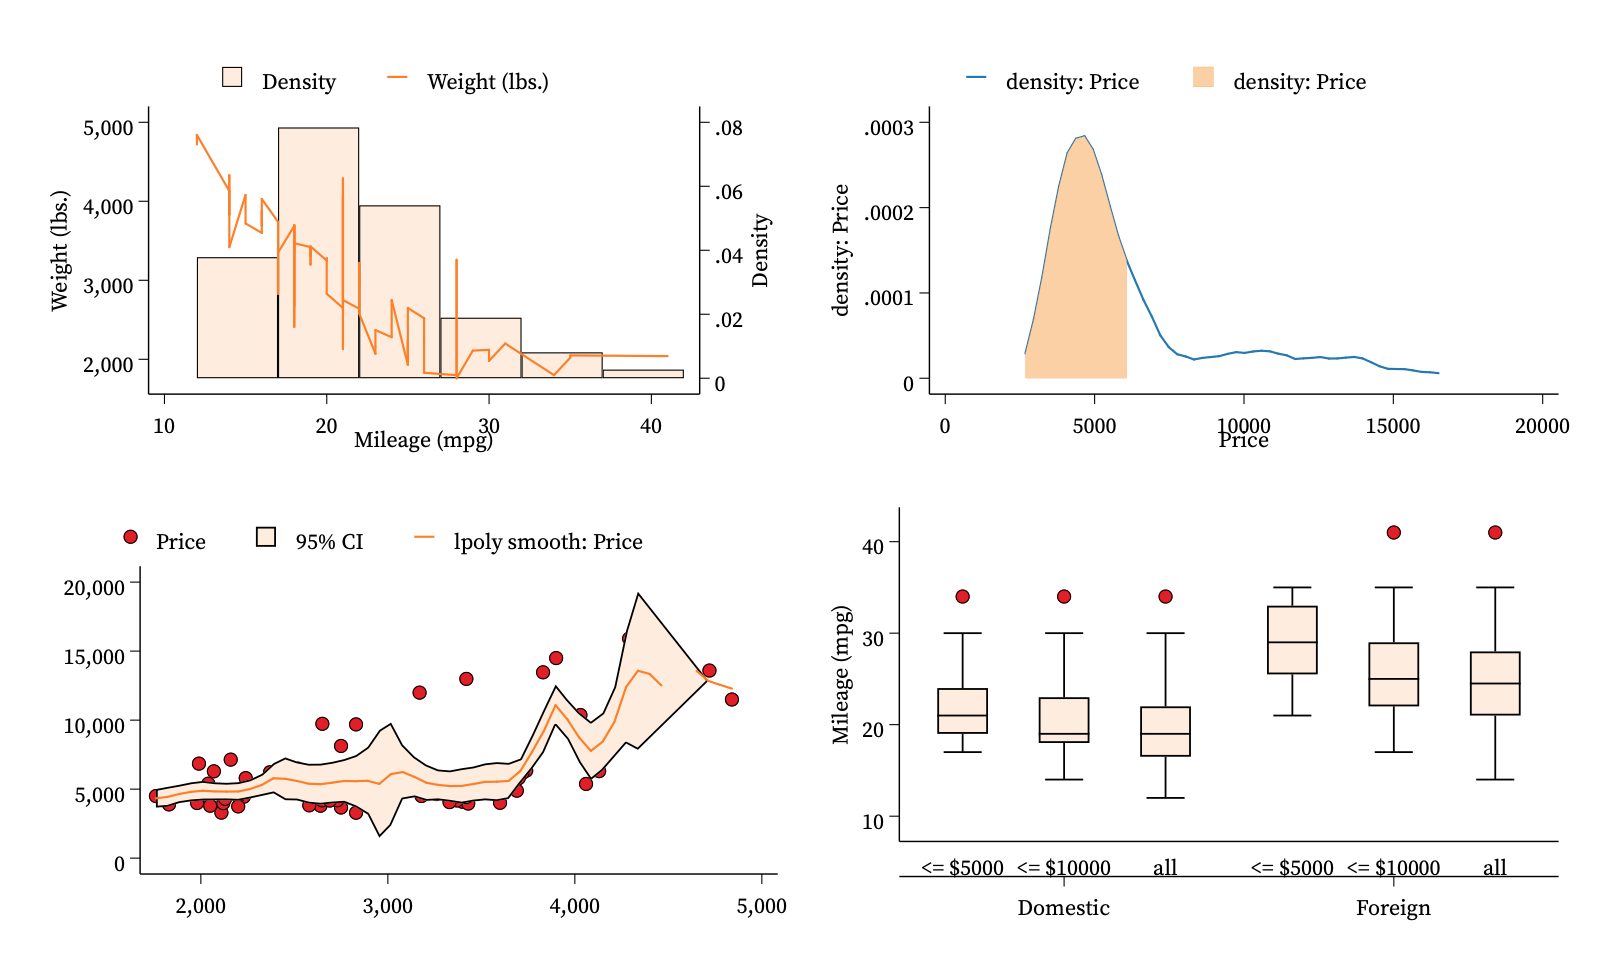 Density
Weight (lbs.)
5,000
4,000
3,000
2,000
Weight (lbs.)
.08
.06
.04
.02
0
Density
10
20
30
40
Mileage (mpg)
density: Price
density: Price
.0003
.0002
.0001
0
density: Price
0
5000
10000
15000
20000
Price
Price
95% CI
lpoly smooth: Price
20,000
15,000
10,000
5,000
0
2,000
3,000
4,000
5,000
40
30
20
10
Mileage (mpg)
<= $5000
<= $10000
all
<= $5000
<= $10000
all
Domestic
Foreign